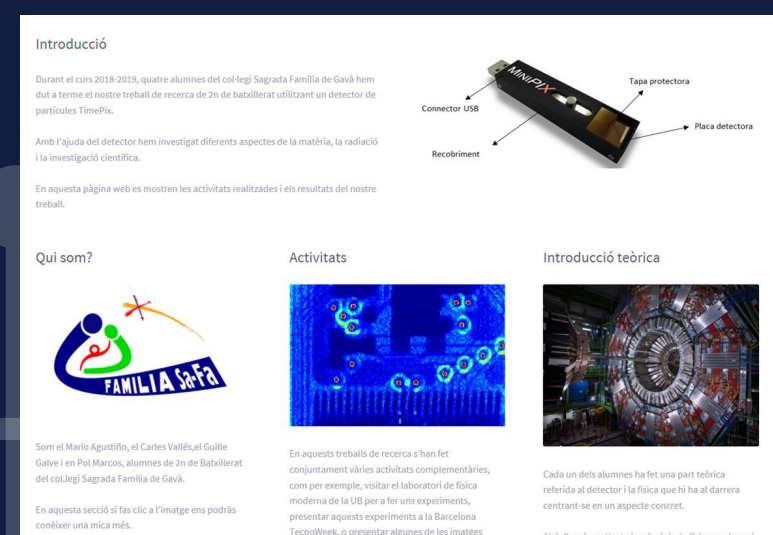 Introducció
Durant el curs 2018-2019, quatre alumnes del col·legi Sagrada Família de Gavà hem
dut a terme el nostre treball de recerca de 2n de batxillerat utilitzant un detector de
partícules TimePix.
Amb l'ajuda del detector hem investigat diferents aspectes de la matèria, la radiació
i la investigació científica.
En aquesta pàgina web es mostren les activitats realitzades i els resultats del nostre
treball.
MiniPIX
Tapa protectora
Connector USB
Placa detectora
Recobriment
Qui som?
FAMILIA Sa-Fa
Som el Mario Agustiño, el Carles Vallés,el Guille
Galve i en Pol Marcos, alumnes de 2n de Batxillerat
del col.legi Sagrada Familia de Gavà.
En aquesta secció si fas clic a l'imatge ens podràs
conèixer una mica més.
Activitats
En aquests treballs de recerca s'han fet
conjuntament vàries activitats complementàries,
com per exemple, visitar el laboratori de física
moderna de la UB per a fer uns experiments,
presentar aquests experiments a la Barcelona
TecnoWeek, o presentar algunes de les imatges
Introducció teòrica
Cada un dels alumnes ha fet una part teòrica
referida al detector i la física que hi ha al darrera
centrant-se en un aspecte concret.